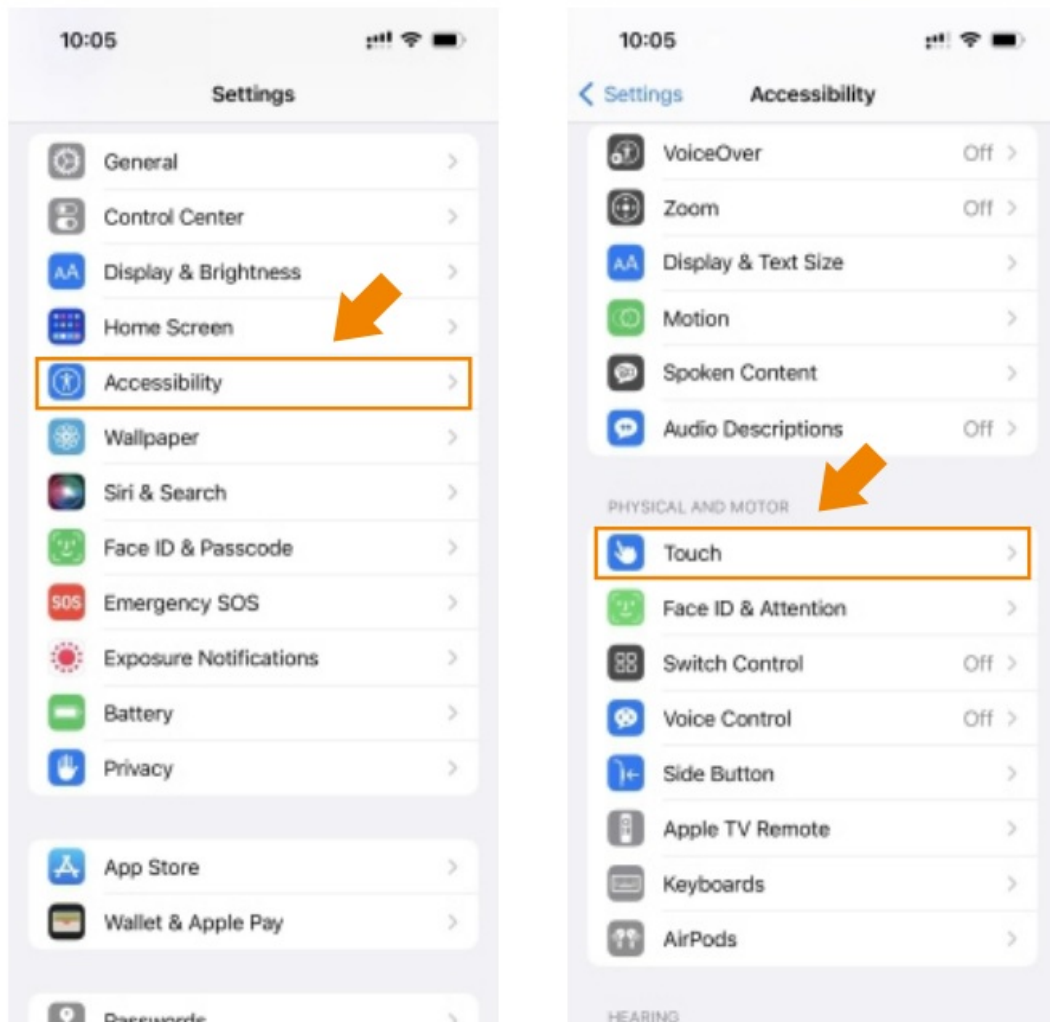 10:05
Settings
General
Control Center
AA Display & Brightness
Home Screen
Accessibility
Wallpaper
Siri & Search
Face ID & Passcode
SOS Emergency SOS
Exposure Notifications
Battery
Privacy
App Store
Wallet & Apple Pay
Passwords
10:05
Settings Accessibility
VoiceOver Off
Zoom Off
AA Display & Text Size
Motion
Spoken Content
Audio Descriptions Off
PHYSICAL AND MOTOR
Touch
Face ID & Attention
Switch Control Off
Voice Control Off
Side Button
Apple TV Remote
Keyboards
AirPods
HEARING